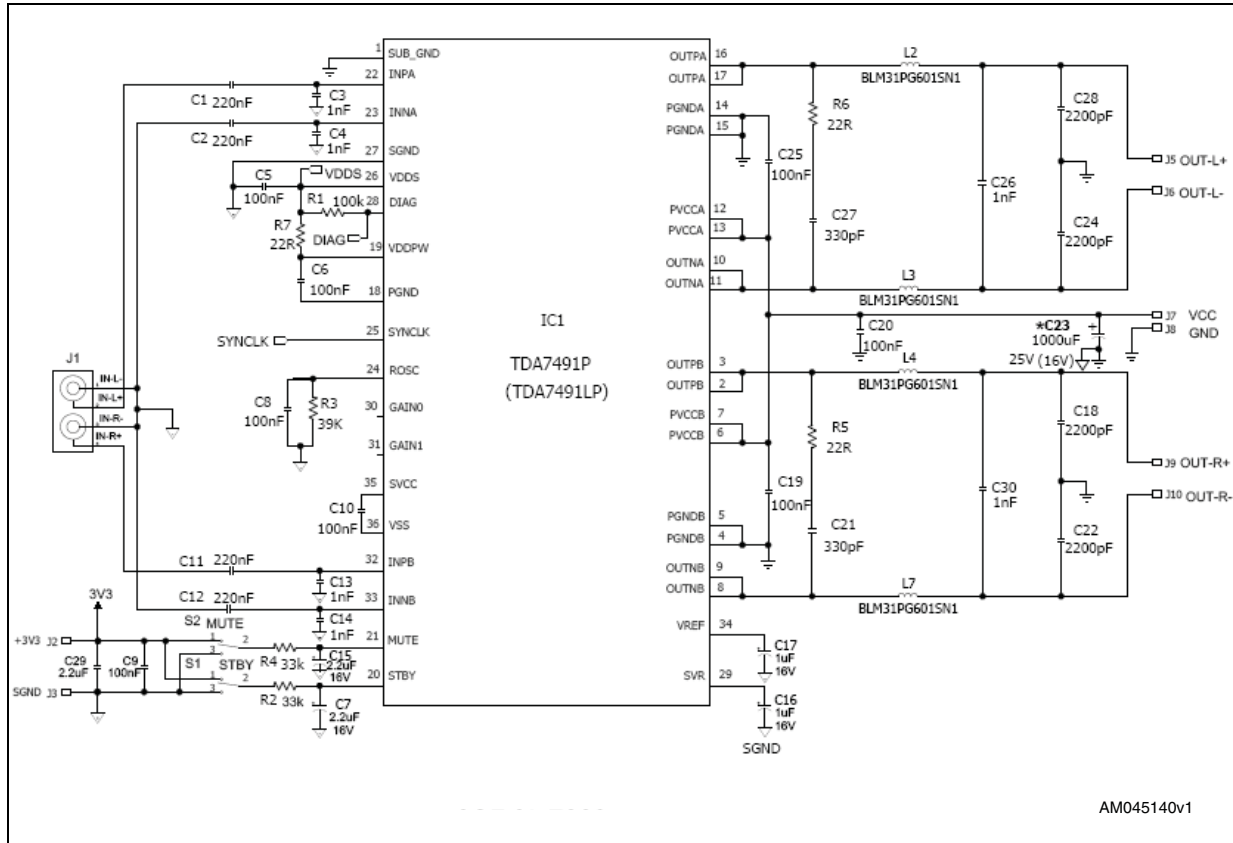 1
SUB_GND
22
INPA
C1 220nF
C3
1nF
23
INNA
C2 220nF
C4
1nF
27
SGND
VDDS
26
VDDS
C5
100nF
R1 100k
28
DIAG
R7
22R
DIAG
19
VDDPW
C6
100nF
18
PGND
25
SYNCLK
SYNCLK
24
ROSC
C8
100nF
R3
39K
30
GAIN0
31
GAIN1
35
SVCC
C10
100nF
36
VSS
J1
IN-L-
IN-L+
IN-R-
IN-R+
32
INPB
C11 220nF
C13
1nF
33
INNB
C12 220nF
C14
1nF
3V3
S2 MUTE
21
MUTE
+3V3 J2
1
2
3
R4 33k
C15
2.2uF
16V
C29
2.2uF
C9
100nF
S1
STBY
1
2
3
20
STBY
SGND J3
R2 33k
C7
2.2uF
16V
IC1
TDA7491P
(TDA7491LP)
OUTPA
16
OUTPA
17
L2
BLM31PG601SN1
PGNDA
14
PGNDA
15
R6
22R
C28
2200pF
C25
100nF
J5 OUT-L+
C26
1nF
J6 OUT-L-
PVCCA
12
PVCCA
13
C27
330pF
C24
2200pF
OUTNA
10
OUTNA
11
L3
BLM31PG601SN1
C20
100nF
*C23
1000uF
25V (16V)
+
J7 VCC
J8 GND
OUTPB
3
OUTPB
2
L4
BLM31PG601SN1
PVCCB
7
PVCCB
6
R5
22R
C18
2200pF
J9 OUT-R+
C19
100nF
C30
1nF
J10 OUT-R-
PGNDB
5
PGNDB
4
C21
330pF
C22
2200pF
OUTNB
9
OUTNB
8
L7
BLM31PG601SN1
VREF
34
C17
1uF
16V
SVR
29
C16
1uF
16V
SGND
AM045140v1